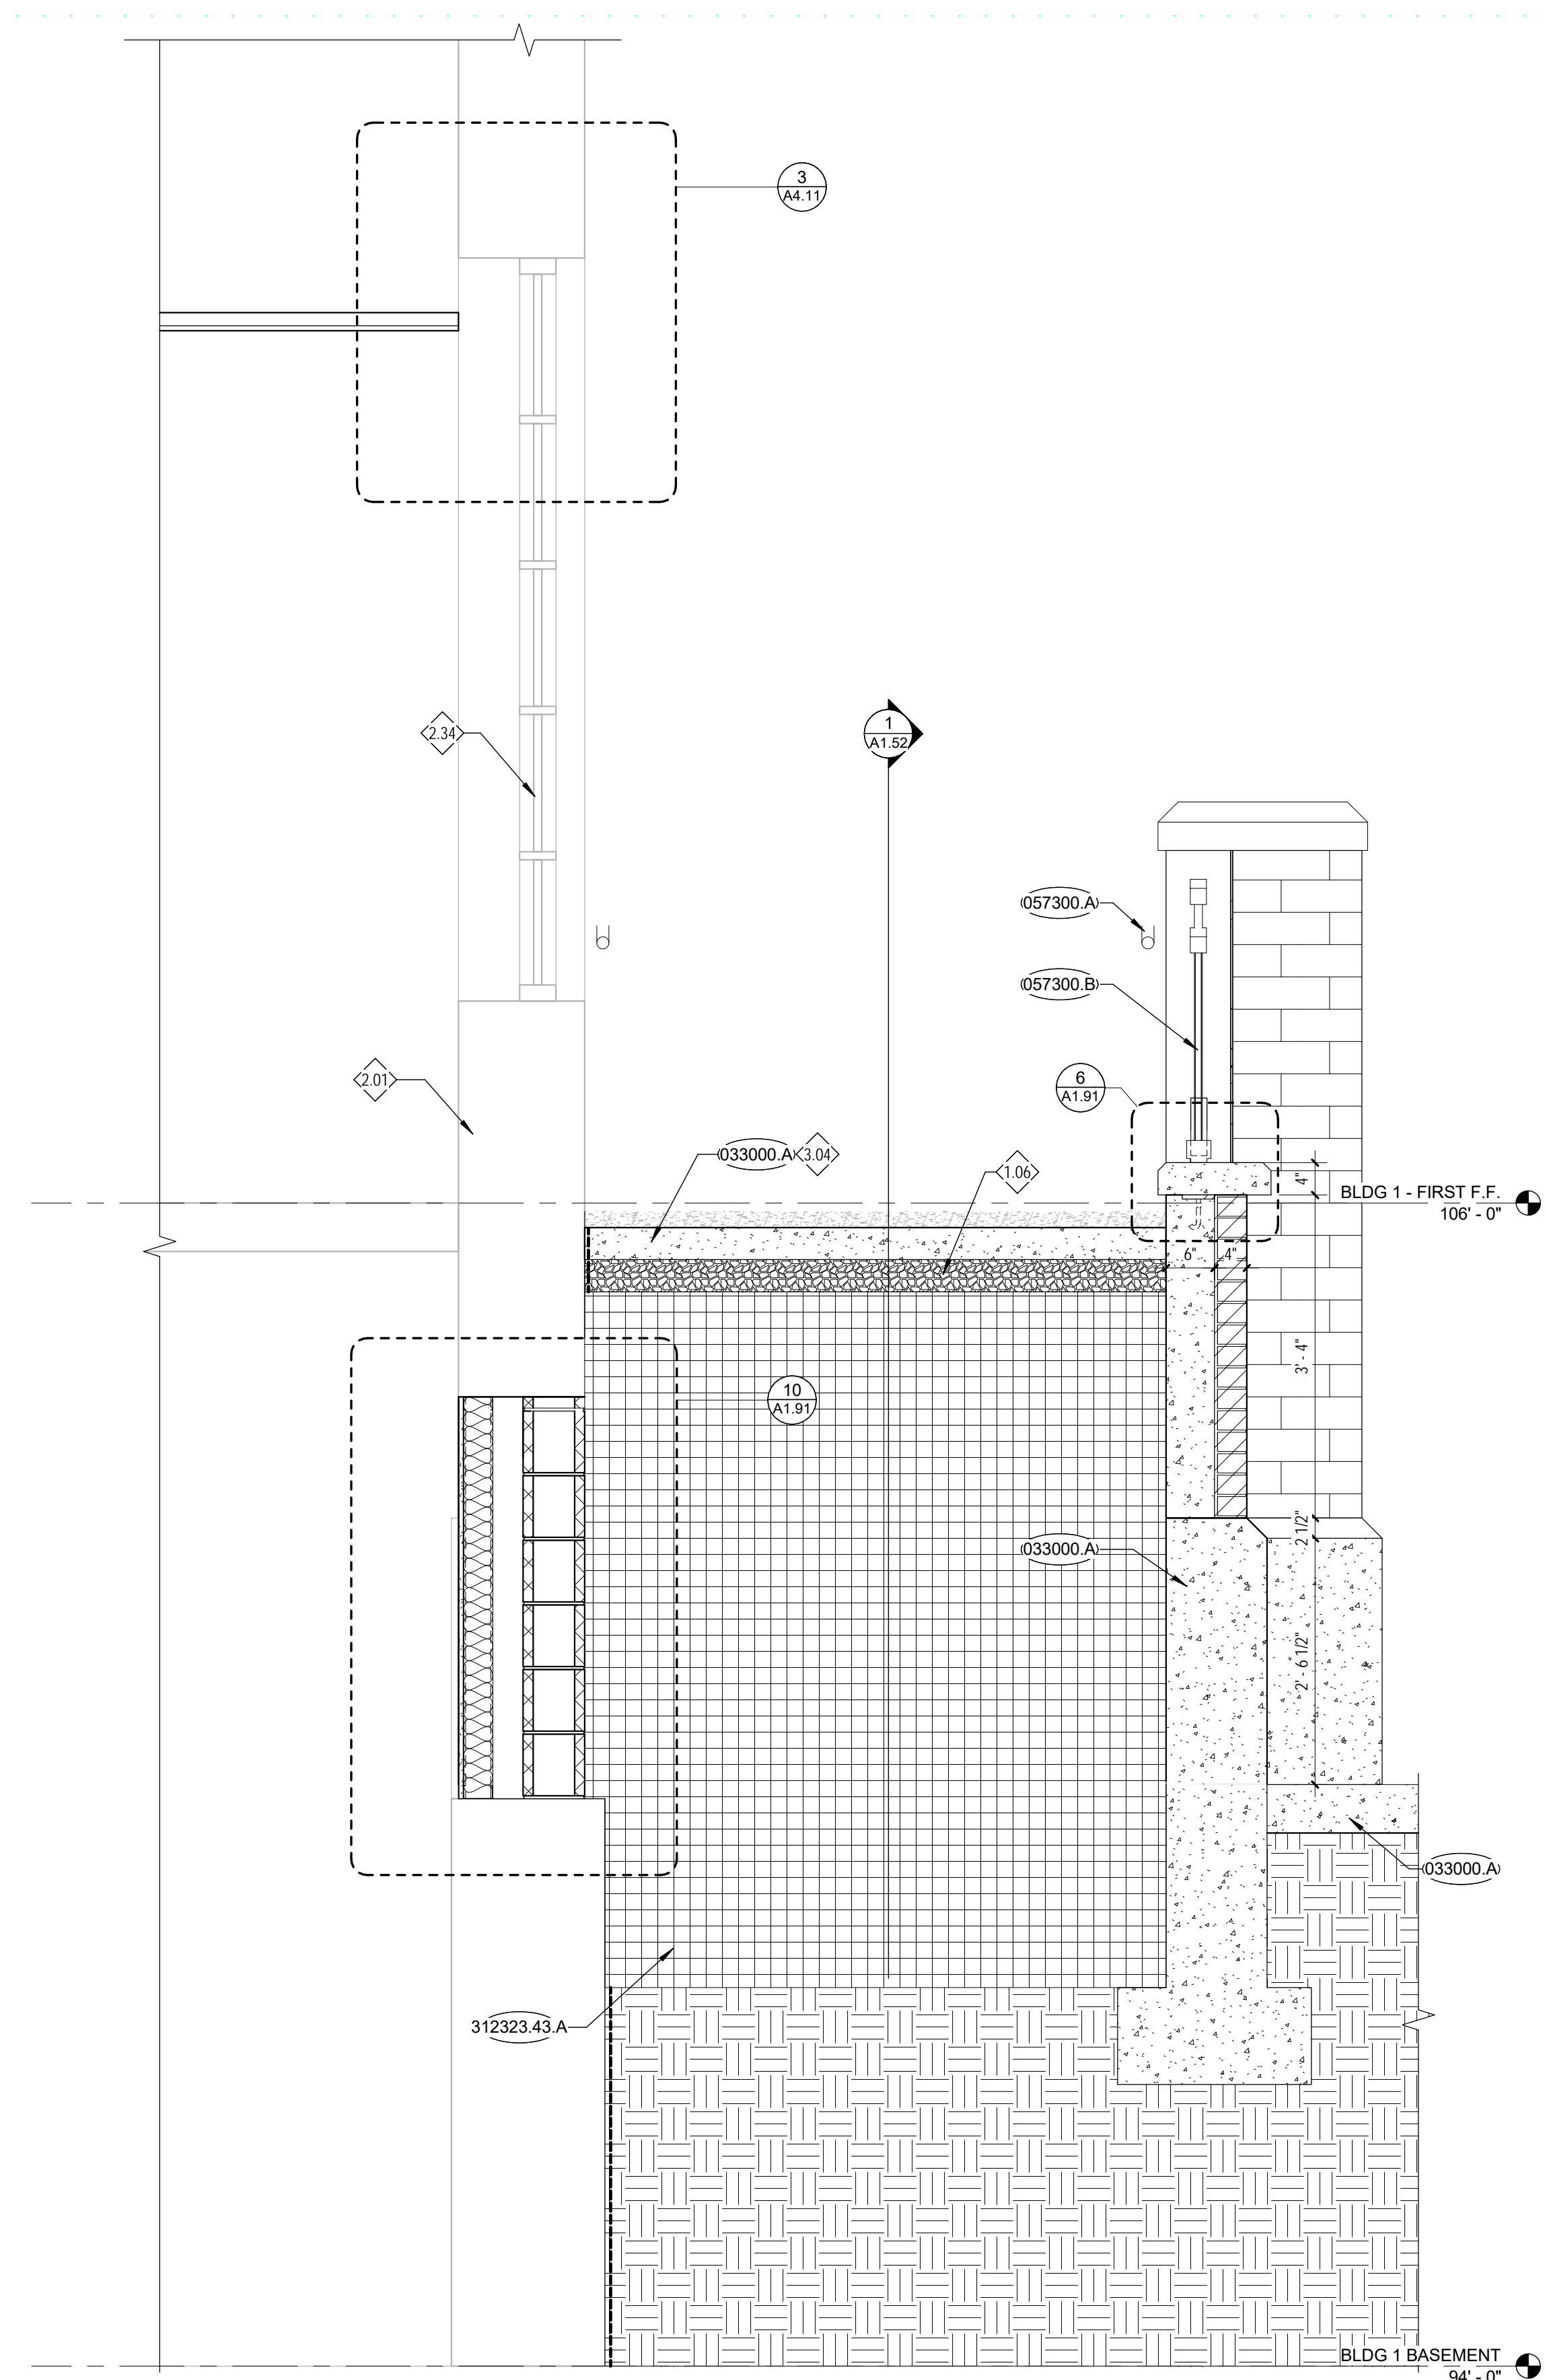 3
A4.11
2.34
1
A1.52
057300.A
057300.B
2.01
6
A1.91
033000.A
3.04
1.06
4"
BLDG 1 - FIRST F.F.
106' - 0"
6"
4"
3' - 4"
10
A1.91
2 1/2"
033000.A
2' - 6 1/2"
033000.A
312323.43.A
BLDG 1 BASEMENT
94' - 0"